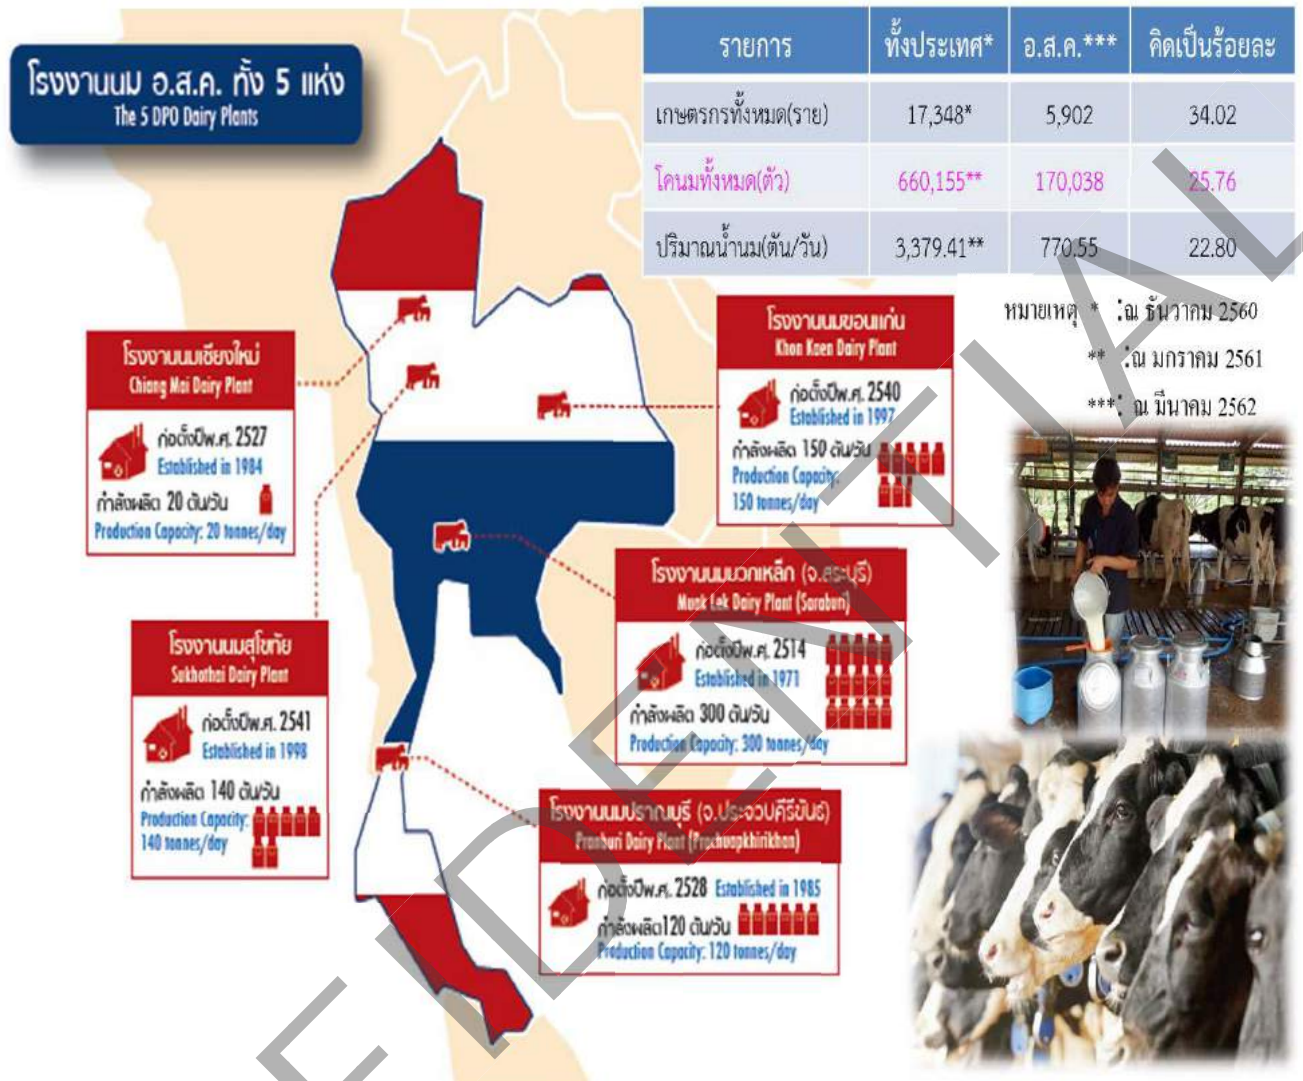 โรงงานนม อ.ส.ค. ทั้ง 5 แห่ง
The 5 DPO Dairy Plants
รายการ ทั้งประเทศ* อ.ส.ค.*** คิดเป็นร้อยละ
เกษตรกรทั้งหมด(ราย) 17,348* 5,902 34.02
โคนมทั้งหมด(ตัว) 660,155** 170,038 25.76
ปริมาณน้ำนม(ตัน/วัน) 3,379.41** 770.55 22.80
หมายเหตุ * :ณ ธันวาคม 2560
** :ณ มกราคม 2561
***: ณ มีนาคม 2562
โรงงานนมเชียงใหม่
Chiang Mai Dairy Plant
ก่อตั้งปีพ.ศ. 2527
Established in 1984
กำลังผลิต 20 ตัน/วัน
Production Capacity: 20 tonnes/day
โรงงานนมขอนแก่น
Khon Kaen Dairy Plant
ก่อตั้งปีพ.ศ. 2540
Established in 1997
กำลังผลิต 150 ตัน/วัน
Production Capacity:
150 tonnes/day
โรงงานนมมวกเหล็ก (จ.สระบุรี)
Muak Lek Dairy Plant (Saraburi)
ก่อตั้งปีพ.ศ. 2514
Established in 1971
กำลังผลิต 300 ตัน/วัน
Production Capacity: 300 tonnes/day
โรงงานนมสุโขทัย
Sukhothai Dairy Plant
ก่อตั้งปีพ.ศ. 2541
Established in 1998
กำลังผลิต 140 ตัน/วัน
Production Capacity:
140 tonnes/day
โรงงานนมปราณบุรี (จ.ประจวบคีรีขันธ์)
Pranburi Dairy Plant (Prachuapkhirikhan)
ก่อตั้งปีพ.ศ. 2528 Established in 1985
กำลังผลิต120 ตัน/วัน
Production Capacity: 120 tonnes/day
FIDENTIAL